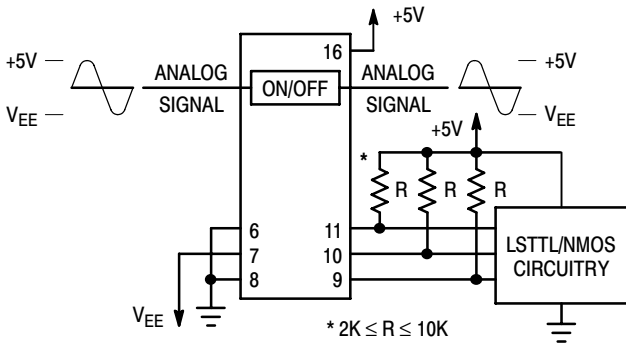 +5V
16
+5V
V_EE
ANALOG
SIGNAL
ON/OFF
ANALOG
SIGNAL
+5V
V_EE
+5V
*
R
R
R
6
7
8
11
10
9
LSTTL/NMOS
CIRCUITRY
V_EE
* 2K ≤ R ≤ 10K